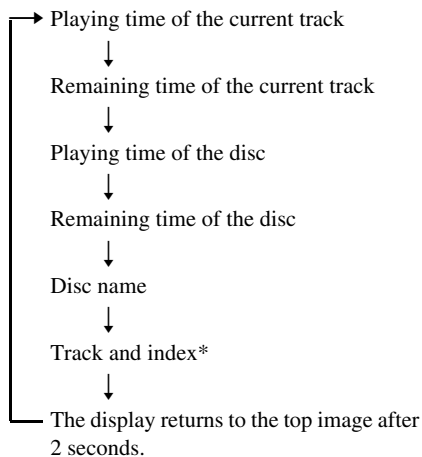 Playing time of the current track
Remaining time of the current track
Playing time of the disc
Remaining time of the disc
Disc name
Track and index*
The display returns to the top image after
2 seconds.